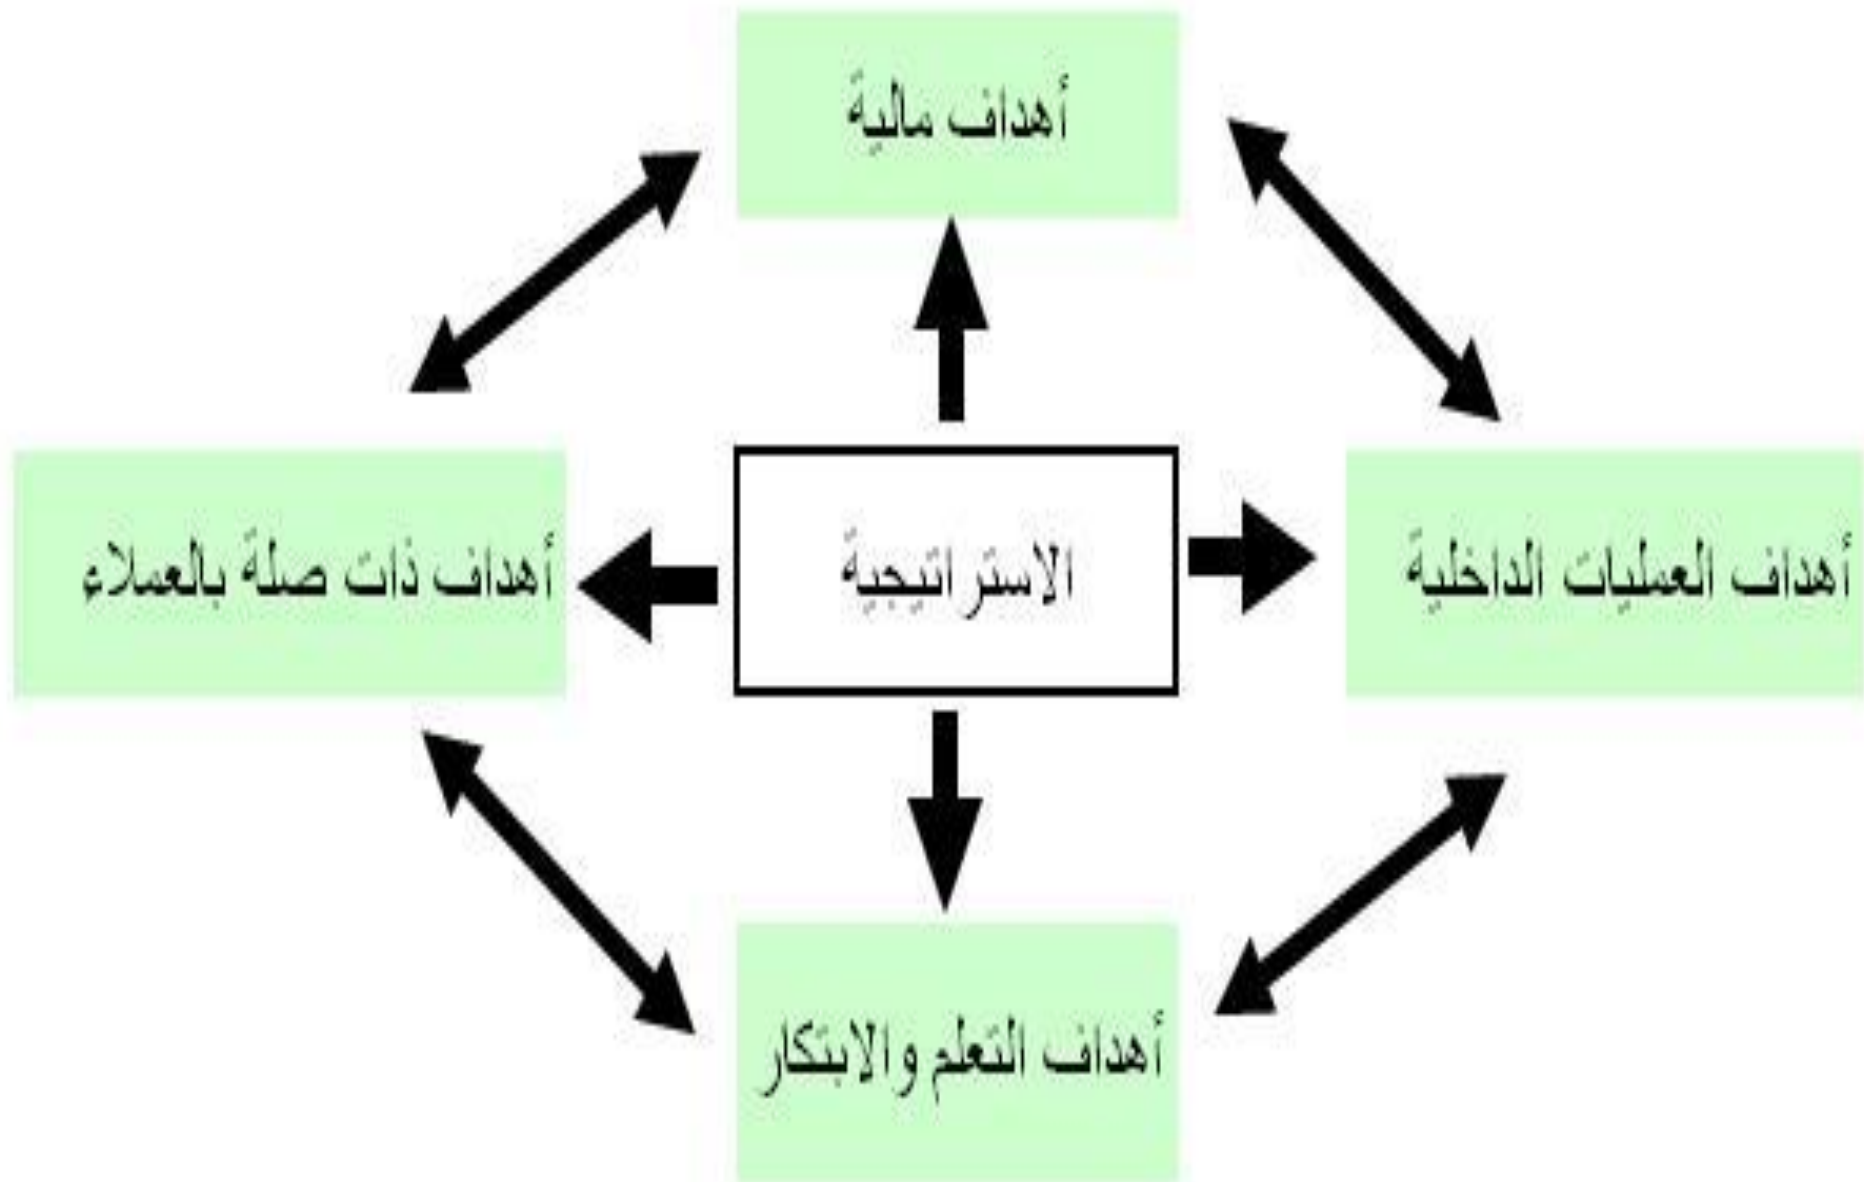 أهداف مالية
أهداف العمليات الداخلية
الاستراتيجية
أهداف ذات صلة بالعملاء
أهداف التعلم والابتكار